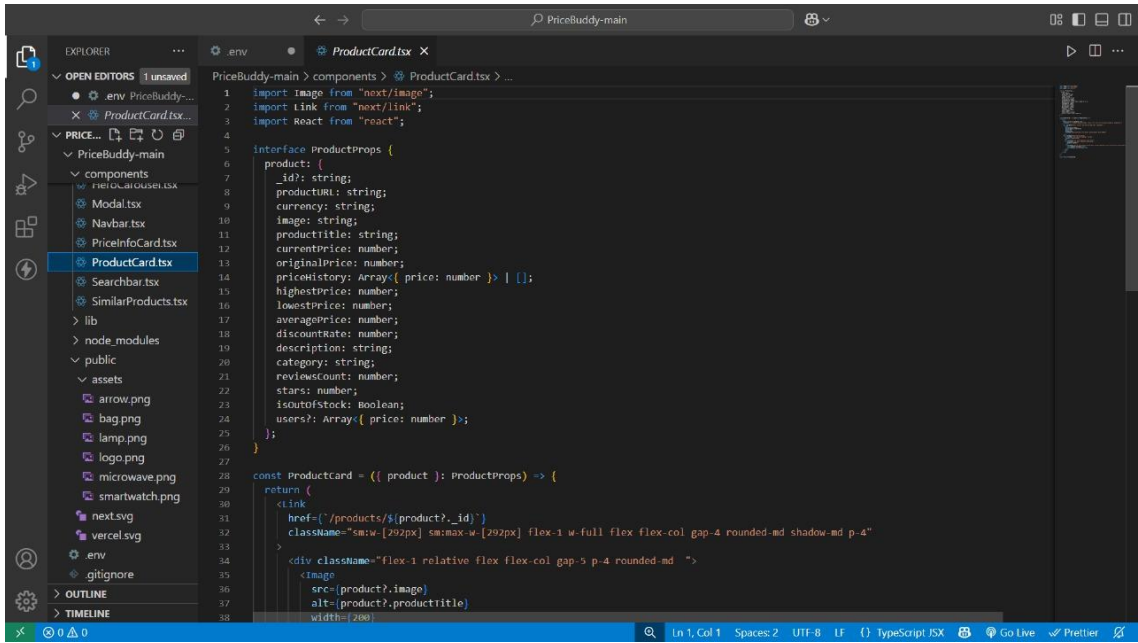 PriceBuddy-main
EXPLORER
OPEN EDITORS 1 unsaved
.env PriceBuddy-...
ProductCard.tsx...
PRICE...
PriceBuddy-main
components
HeroCarousel.tsx
Modal.tsx
Navbar.tsx
PriceInfoCard.tsx
ProductCard.tsx
Searchbar.tsx
SimilarProducts.tsx
lib
node_modules
public
assets
arrow.png
bag.png
lamp.png
logo.png
microwave.png
smartwatch.png
next.svg
vercel.svg
.env
.gitignore
OUTLINE
TIMELINE
.env
ProductCard.tsx
PriceBuddy-main > components > ProductCard.tsx > ...
1 import Image from "next/image";
2 import Link from "next/link";
3 import React from "react";
4
5 interface ProductProps {
6 product: {
7 _id?: string;
8 productURL: string;
9 currency: string;
10 image: string;
11 productTitle: string;
12 currentPrice: number;
13 originalPrice: number;
14 priceHistory: Array<{ price: number }> | [];
15 highestPrice: number;
16 lowestPrice: number;
17 averagePrice: number;
18 discountRate: number;
19 description: string;
20 category: string;
21 reviewsCount: number;
22 stars: number;
23 isOutOfStock: Boolean;
24 users?: Array<{ price: number }>;
25 };
26 }
27
28 const ProductCard = ({ product }: ProductProps) => {
29 return (
30 <Link
31 href={`/products/${product?._id}`}
32 className="sm:w-[292px] sm:max-w-[292px] flex-1 w-full flex flex-col gap-4 rounded-md shadow-md p-4"
33 >
34 <div className="flex-1 relative flex flex-col gap-5 p-4 rounded-md ">
35 <Image
36 src={product?.image}
37 alt={product?.productTitle}
38 width={200}
0 0
Ln 1, Col 1 Spaces: 2 UTF-8 LF {} TypeScript JSX Go Live Prettier